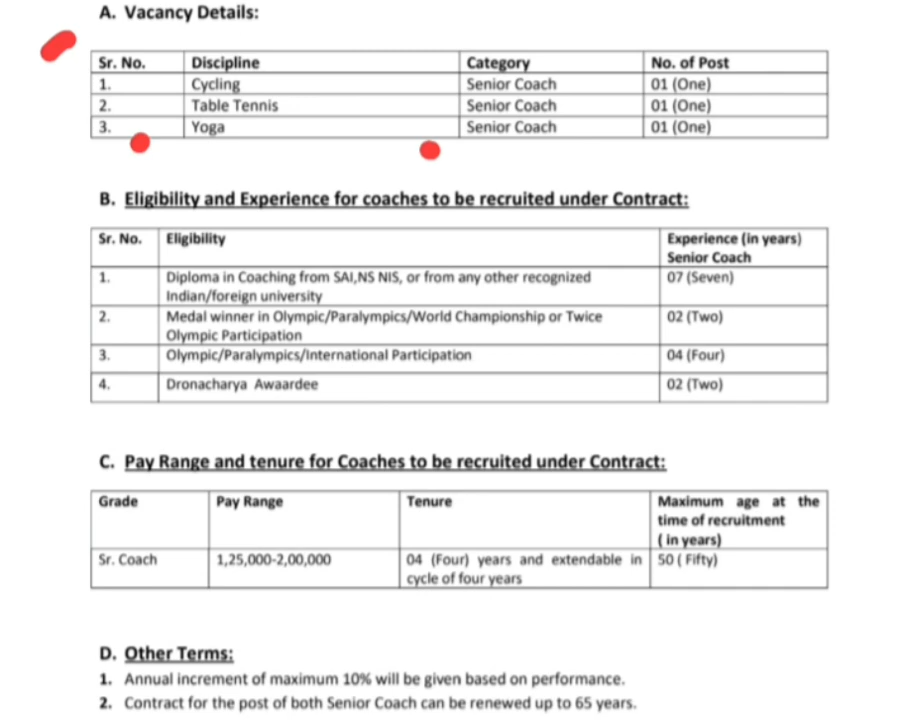 A. Vacancy Details:
Sr. No. Discipline Category No. of Post
1. Cycling Senior Coach 01 (One)
2. Table Tennis Senior Coach 01 (One)
3. Yoga Senior Coach 01 (One)
B. Eligibility and Experience for coaches to be recruited under Contract:
Sr. No. Eligibility Experience (in years)
Senior Coach
1. Diploma in Coaching from SAI,NS NIS, or from any other recognized 07 (Seven)
Indian/foreign university
2. Medal winner in Olympic/Paralympics/World Championship or Twice 02 (Two)
Olympic Participation
3. Olympic/Paralympics/International Participation 04 (Four)
4. Dronacharya Awaardee 02 (Two)
C. Pay Range and tenure for Coaches to be recruited under Contract:
Grade Pay Range Tenure Maximum age at the
time of recruitment
( in years)
Sr. Coach 1,25,000-2,00,000 04 (Four) years and extendable in 50 ( Fifty)
cycle of four years
D. Other Terms:
1. Annual increment of maximum 10% will be given based on performance.
2. Contract for the post of both Senior Coach can be renewed up to 65 years.